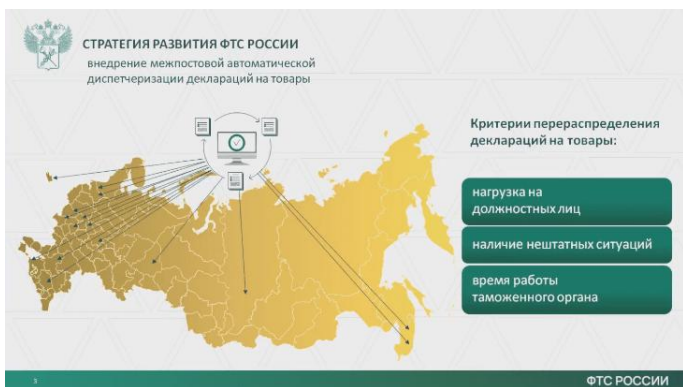 СТРАТЕГИЯ РАЗВИТИЯ ФТС РОССИИ
внедрение межпостовой автоматической
диспетчеризации деклараций на товары
Критерии перераспределения
деклараций на товары:
нагрузка на
должностных лиц
наличие нештатных ситуаций
время работы
таможенного органа
3
ФТС РОССИИ